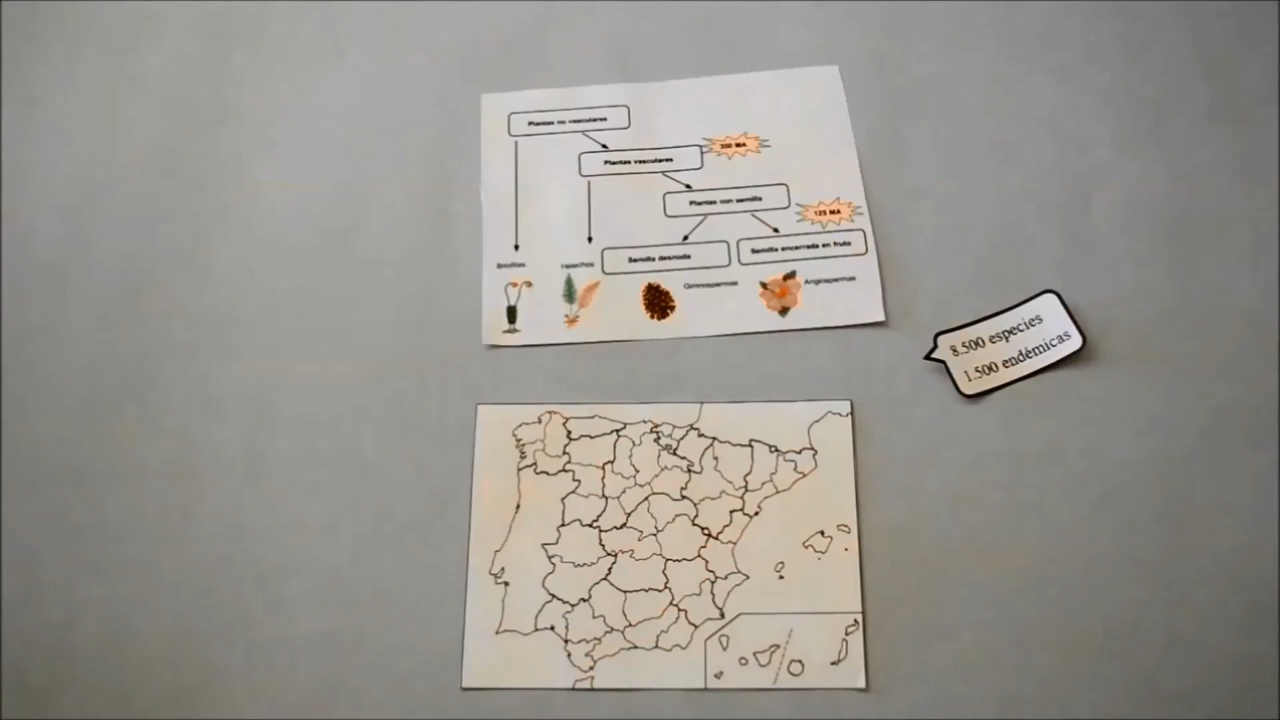 Plantas no vasculares
Plantas vasculares
350 MA
Plantas con semilla
125 MA
Semilla desnuda
Semilla encerrada en fruto
Briofitas
Helechos
Gimnospermas
Angiospermas
8.500 especies
1.500 endémicas